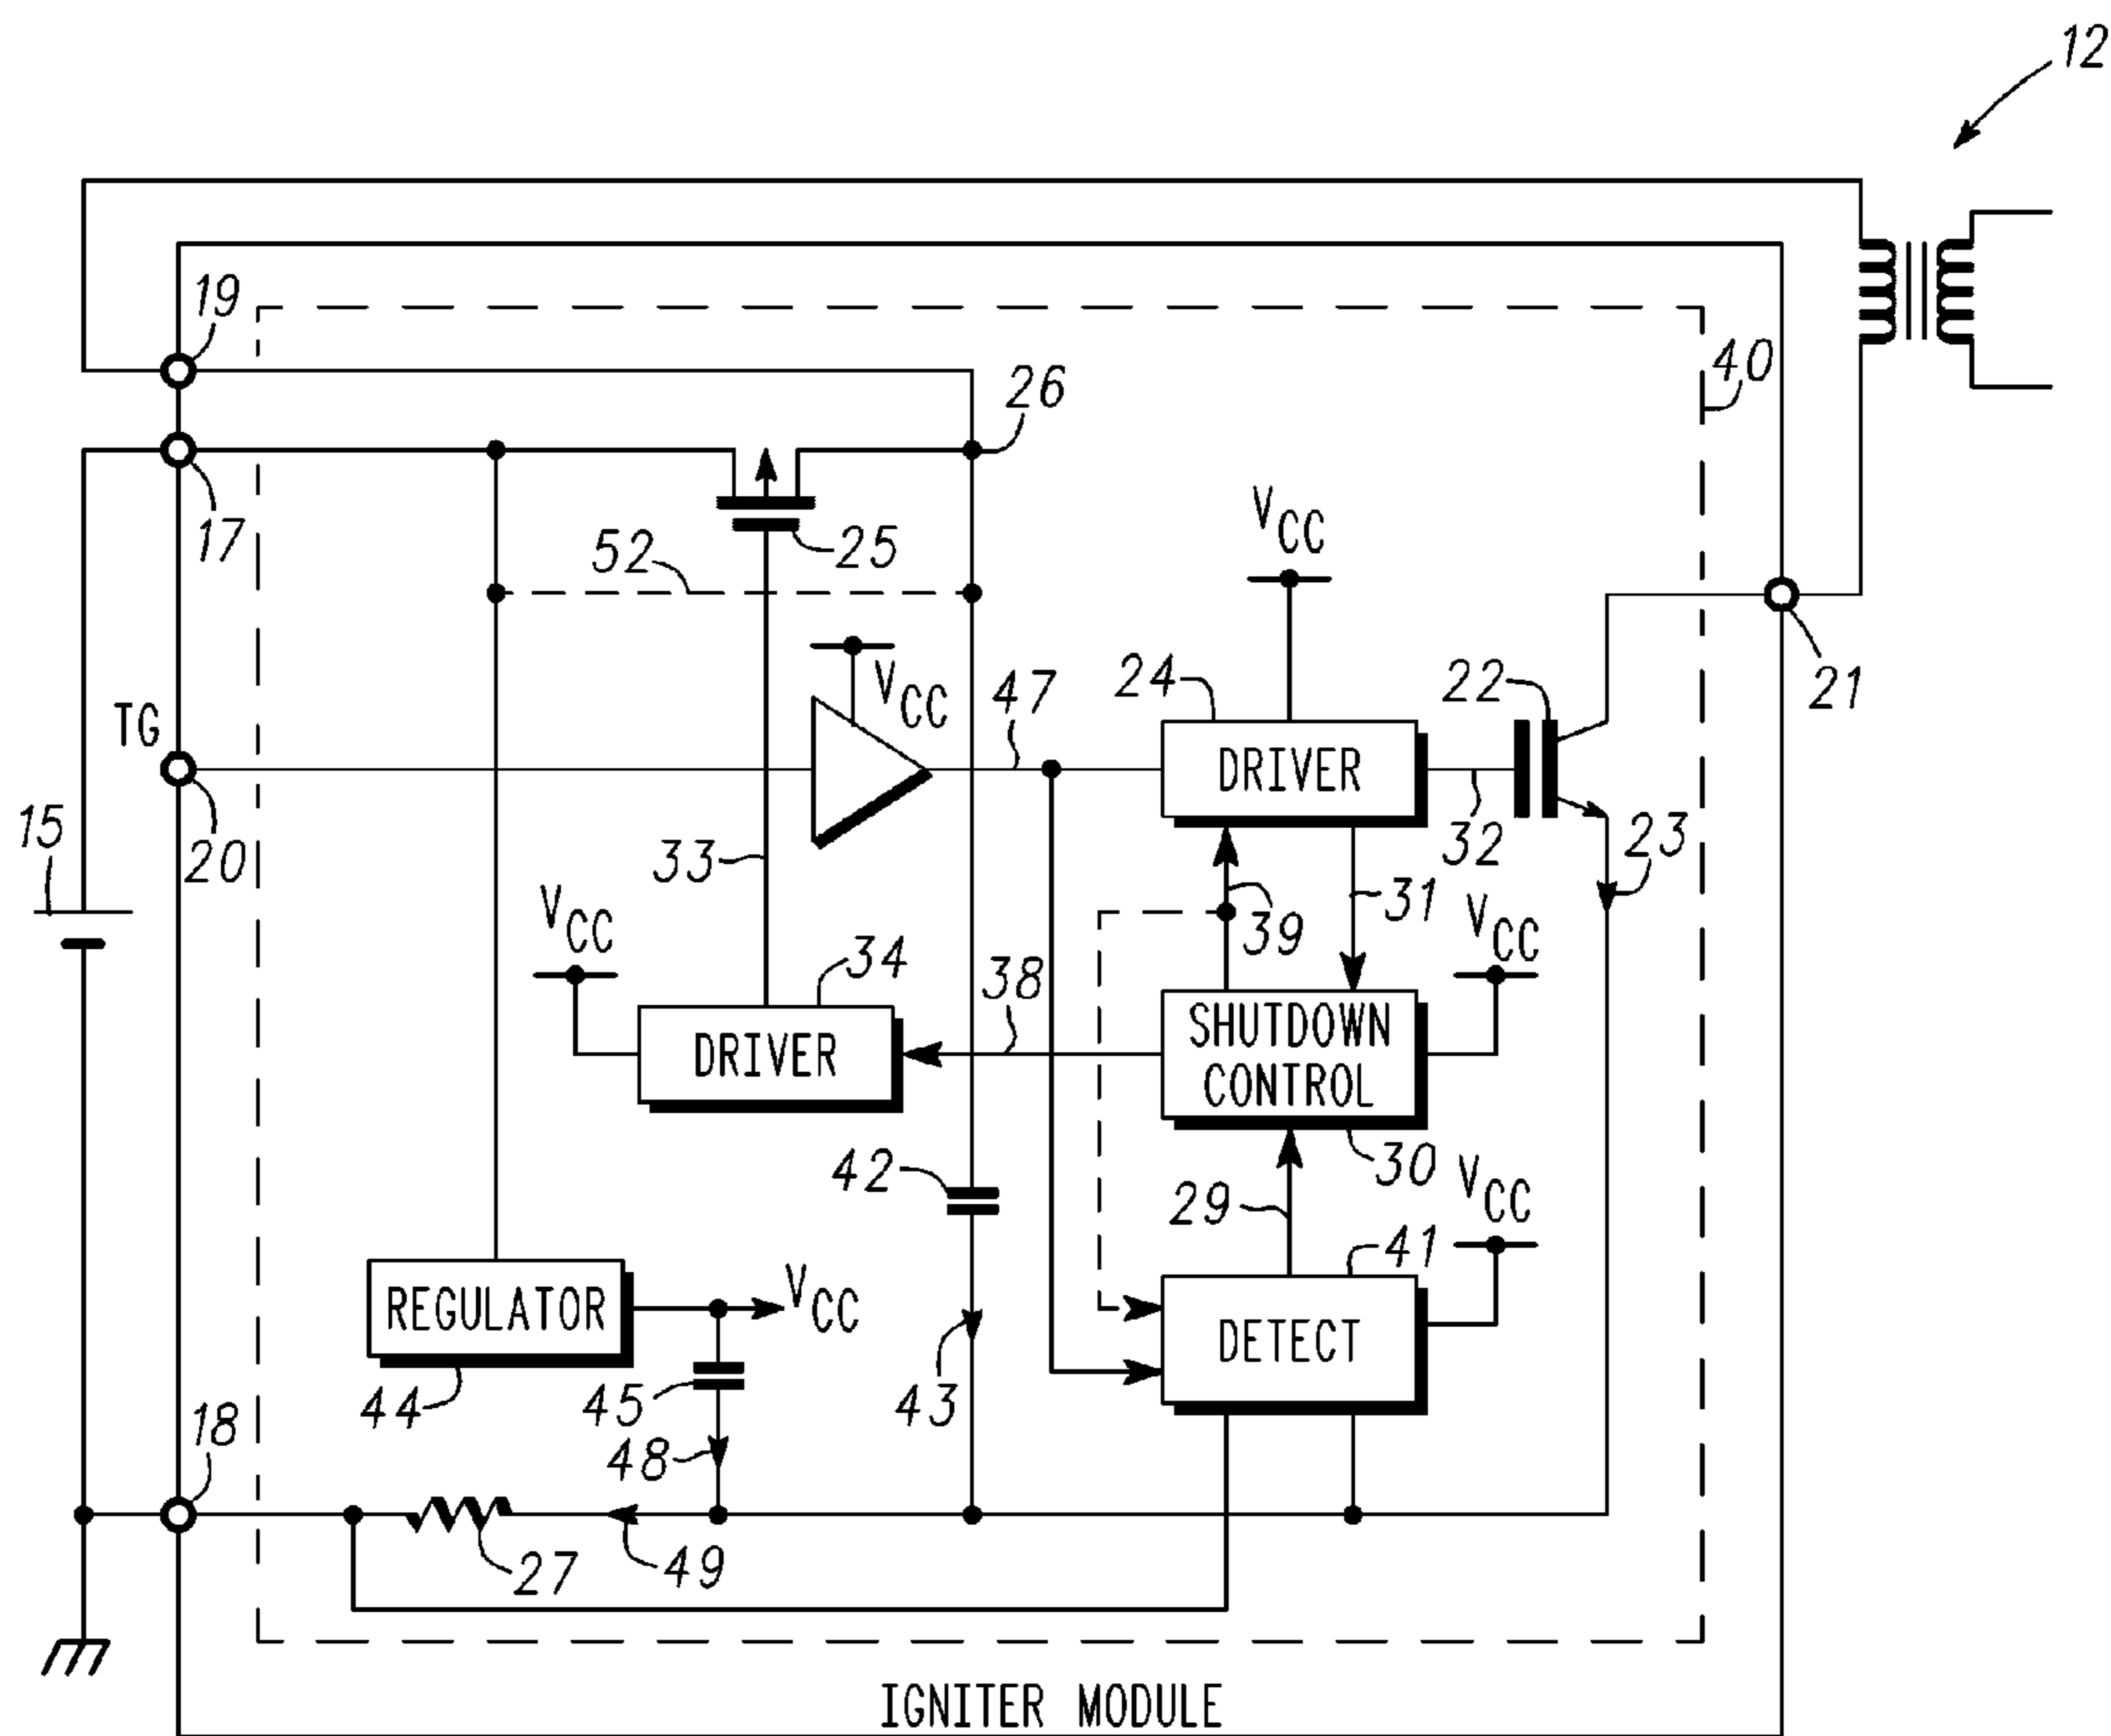 12
19
40
26
17
VCC
52
25
VCC
24
22
21
47
TG
DRIVER
15
20
33
32
23
VCC
39
31
VCC
34
38
DRIVER
SHUTDOWN
CONTROL
42
30
VCC
29
41
REGULATOR
VCC
DETECT
44
45
43
18
48
27
49
IGNITER MODULE